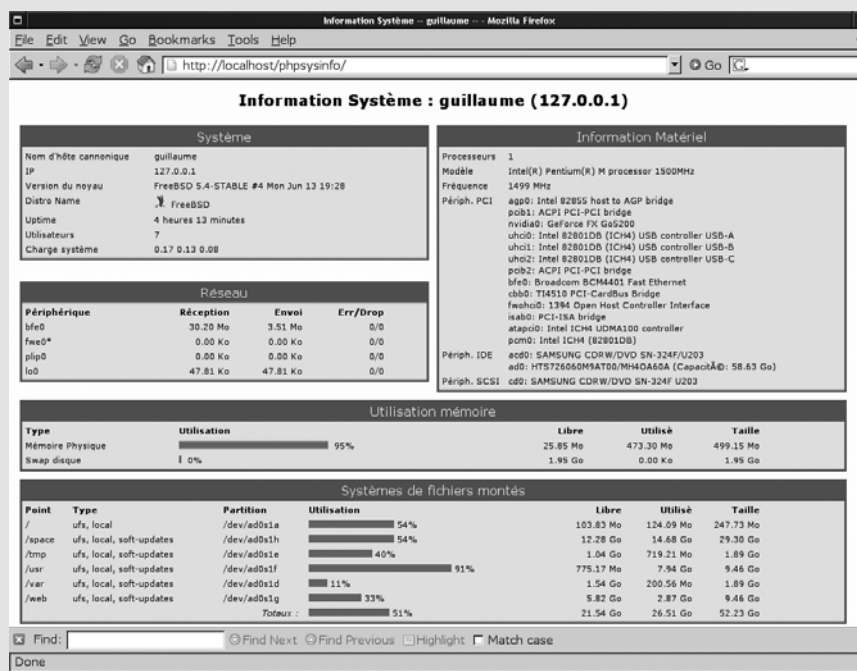 Information Système -- guillaume -- - Mozilla Firefox
File Edit View Go Bookmarks Tools Help
http://localhost/phpsysinfo/ Go G
Information Système : guillaume (127.0.0.1)
Système
Nom d'hôte cannonique guillaume
IP 127.0.0.1
Version du noyau FreeBSD 5.4-STABLE #4 Mon Jun 13 19:28
Distro Name FreeBSD
Uptime 4 heures 13 minutes
Utilisateurs 7
Charge système 0.17 0.13 0.08
Réseau
Périphérique Réception Envoi Err/Drop
bfe0 30.20 Mo 3.51 Mo 0/0
fwe0* 0.00 Ko 0.00 Ko 0/0
plip0 0.00 Ko 0.00 Ko 0/0
lo0 47.81 Ko 47.81 Ko 0/0
Information Matériel
Processeurs 1
Modèle Intel(R) Pentium(R) M processor 1500MHz
Fréquence 1499 MHz
Périph. PCI agp0: Intel 82855 host to AGP bridge
pcib1: ACPI PCI-PCI bridge
nvidia0: GeForce FX Go5200
uhci0: Intel 82801DB (ICH4) USB controller USB-A
uhci1: Intel 82801DB (ICH4) USB controller USB-B
uhci2: Intel 82801DB (ICH4) USB controller USB-C
pcib2: ACPI PCI-PCI bridge
bfe0: Broadcom BCM4401 Fast Ethernet
cbb0: TI4510 PCI-CardBus Bridge
fwohci0: 1394 Open Host Controller Interface
isab0: PCI-ISA bridge
atapci0: Intel ICH4 UDMA100 controller
pcm0: Intel ICH4 (82801DB)
Périph. IDE acd0: SAMSUNG CDRW/DVD SN-324F/U203
ad0: HTS726060M9AT00/MH4OA60A (CapacitÃ©: 58.63 Go)
Périph. SCSI cd0: SAMSUNG CDRW/DVD SN-324F U203
Utilisation mémoire
Type Utilisation Libre Utilisè Taille
Mémoire Physique 95% 25.85 Mo 473.30 Mo 499.15 Mo
Swap disque 0% 1.95 Go 0.00 Ko 1.95 Go
Systèmes de fichiers montés
Point Type Partition Utilisation Libre Utilisè Taille
/ ufs, local /dev/ad0s1a 54% 103.83 Mo 124.09 Mo 247.73 Mo
/space ufs, local, soft-updates /dev/ad0s1h 54% 12.28 Go 14.68 Go 29.30 Go
/tmp ufs, local, soft-updates /dev/ad0s1e 40% 1.04 Go 719.21 Mo 1.89 Go
/usr ufs, local, soft-updates /dev/ad0s1f 91% 775.17 Mo 7.94 Go 9.46 Go
/var ufs, local, soft-updates /dev/ad0s1d 11% 1.54 Go 200.56 Mo 1.89 Go
/web ufs, local, soft-updates /dev/ad0s1g 33% 5.82 Go 2.87 Go 9.46 Go
Totaux : 51% 21.54 Go 26.51 Go 52.23 Go
Find: Find Next Find Previous Highlight Match case
Done